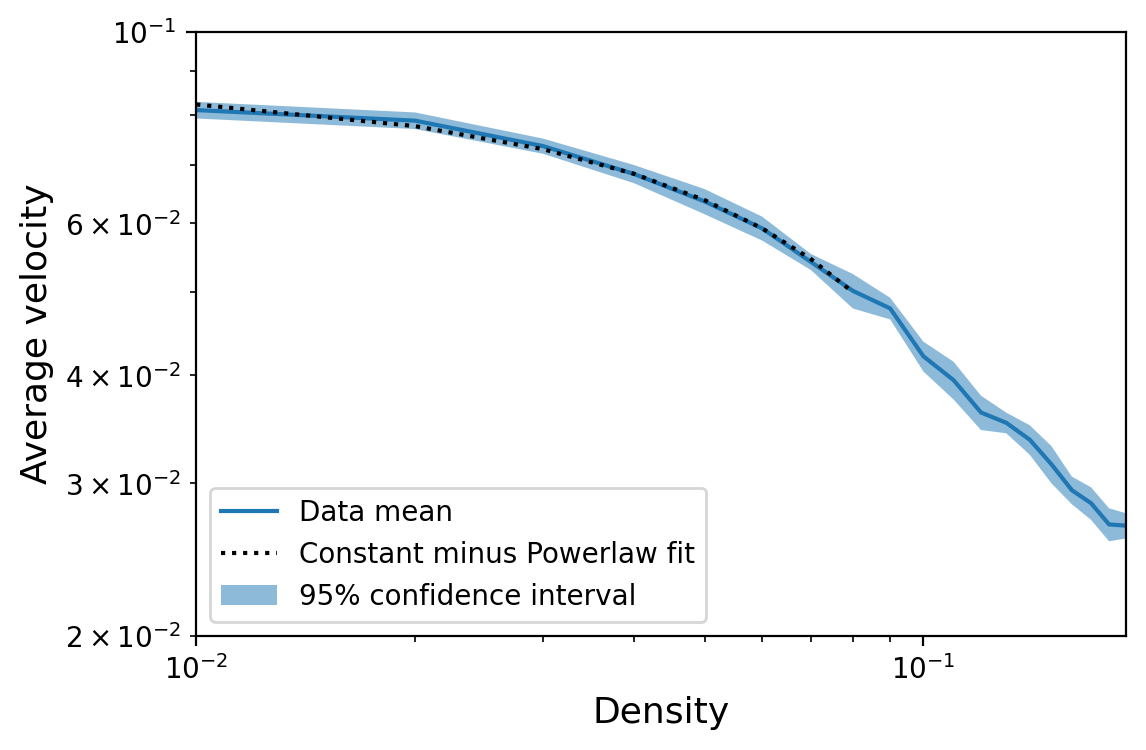 10⁻¹
6 × 10⁻²
4 × 10⁻²
3 × 10⁻²
2 × 10⁻²
Average velocity
Data mean
Constant minus Powerlaw fit
95% confidence interval
10⁻²
10⁻¹
Density